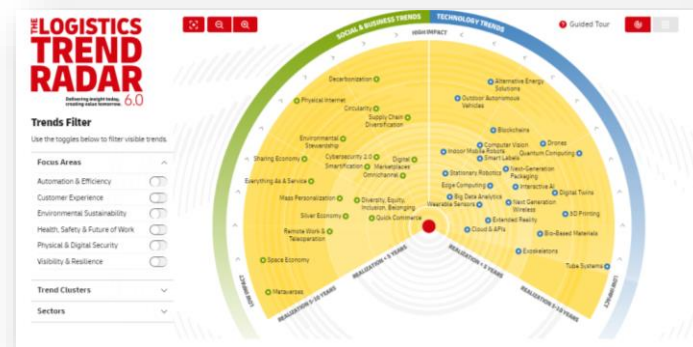 THE LOGISTICS
TREND
RADAR
Delivering insight today,
creating value tomorrow.
6.0
Trends Filter
Use the toggles below to filter visible trends.
Focus Areas
Automation & Efficiency
Customer Experience
Environmental Sustainability
Health, Safety & Future of Work
Physical & Digital Security
Visibility & Resilience
Trend Clusters
Sectors
Guided Tour
SOCIAL & BUSINESS TRENDS
TECHNOLOGY TRENDS
HIGH IMPACT
Decarbonization
Physical Internet
Circularity
Supply Chain
Diversification
Environmental
Stewardship
Sharing Economy
Cybersecurity 2.0
Smartification
Digital
Marketplaces
Omnichannel
Everything As A Service
Mass Personalization
Diversity, Equity,
Inclusion, Belonging
Silver Economy
Quick Commerce
Remote Work &
Teleoperation
Space Economy
Metaverses
Alternative Energy
Solutions
Outdoor Autonomous
Vehicles
Blockchains
Computer Vision
Drones
Indoor Mobile Robots
Smart Labels
Quantum Computing
Stationary Robotics
Next-Generation
Packaging
Edge Computing
Interactive AI
Digital Twins
Big Data Analytics
Wearable Sensors
Next Generation
Wireless
3D Printing
Extended Reality
Cloud & APIs
Bio-Based Materials
Exoskeletons
Tube Systems
LOW IMPACT
REALIZATION 5-10 YEARS
REALIZATION < 5 YEARS
REALIZATION < 5 YEARS
REALIZATION 5-10 YEARS
LOW IMPACT